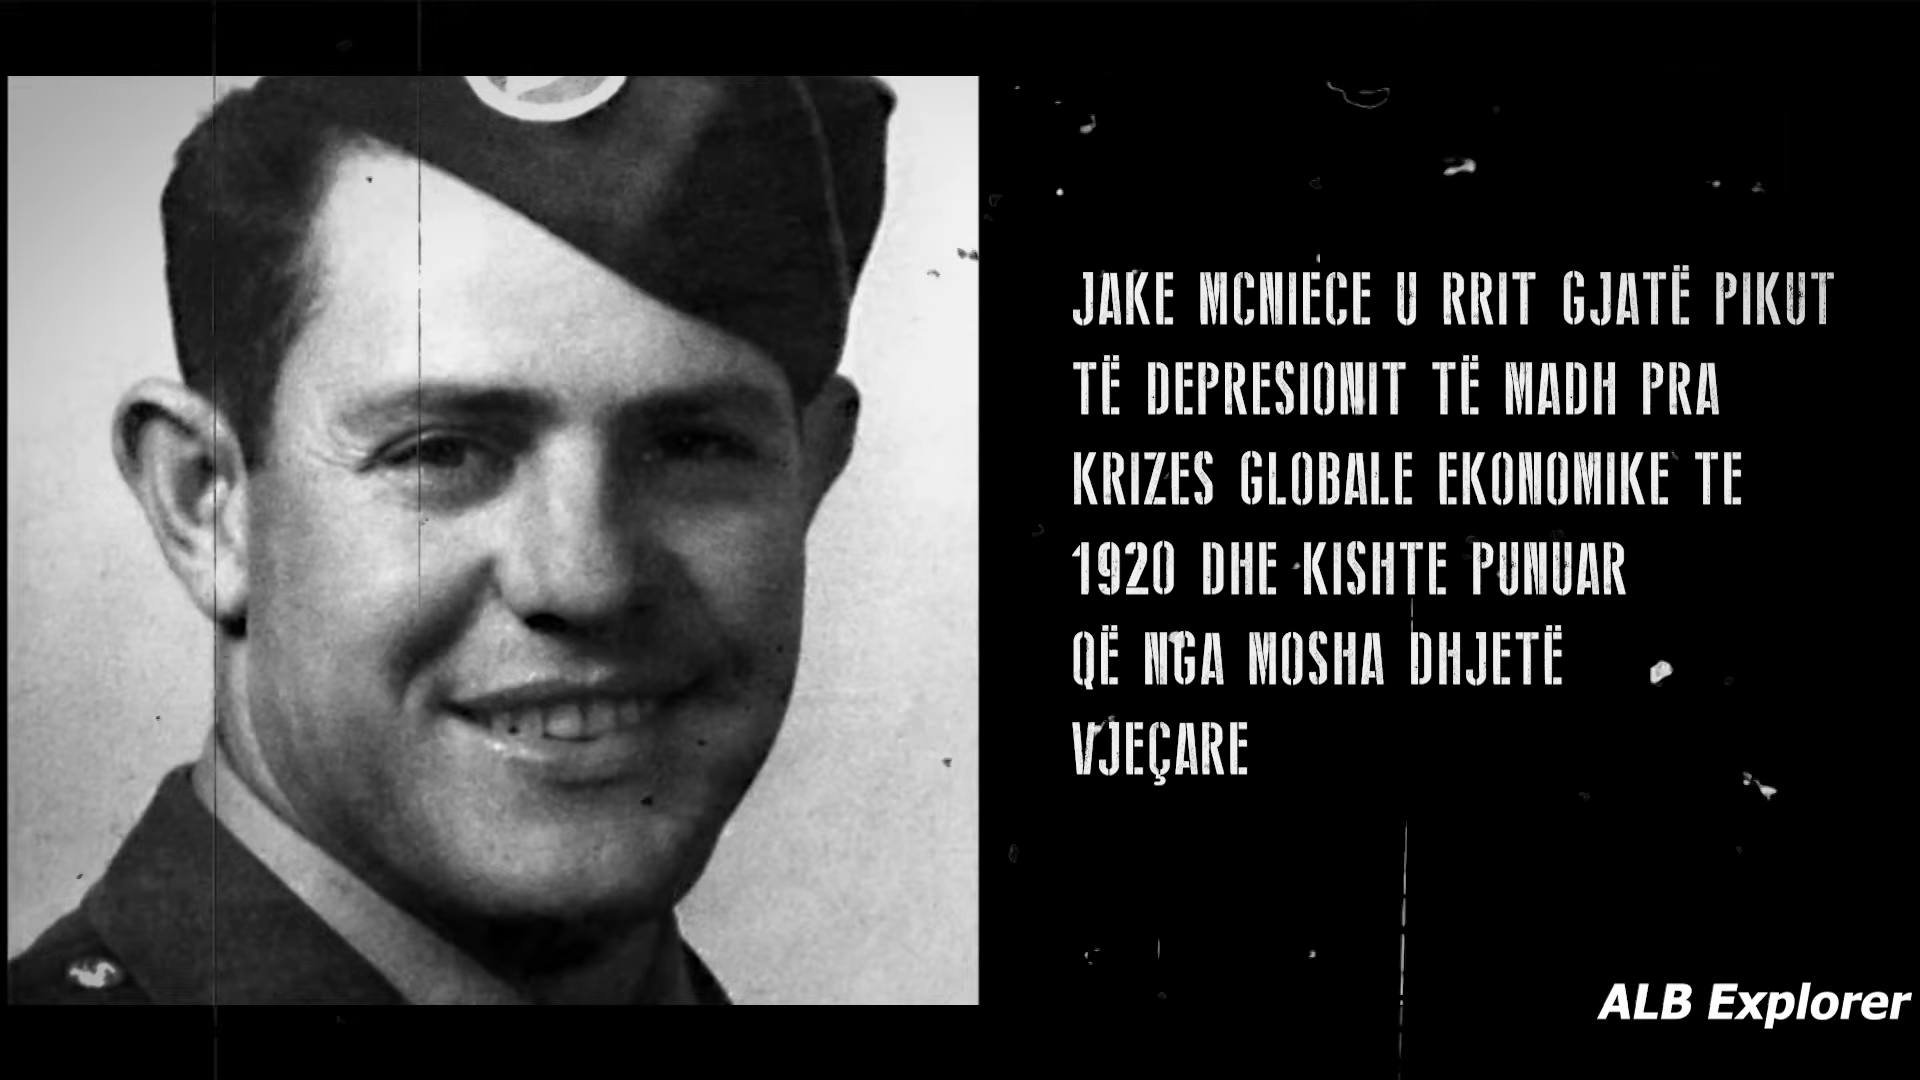 JAKE MCNIECE U RRIT GJATË PIKUT
TË DEPRESIONIT TË MADH PRA
KRIZES GLOBALE EKONOMIKE TE
1920 DHE KISHTE PUNUAR
QË NGA MOSHA DHJETË
VJEÇARE
ALB Explorer